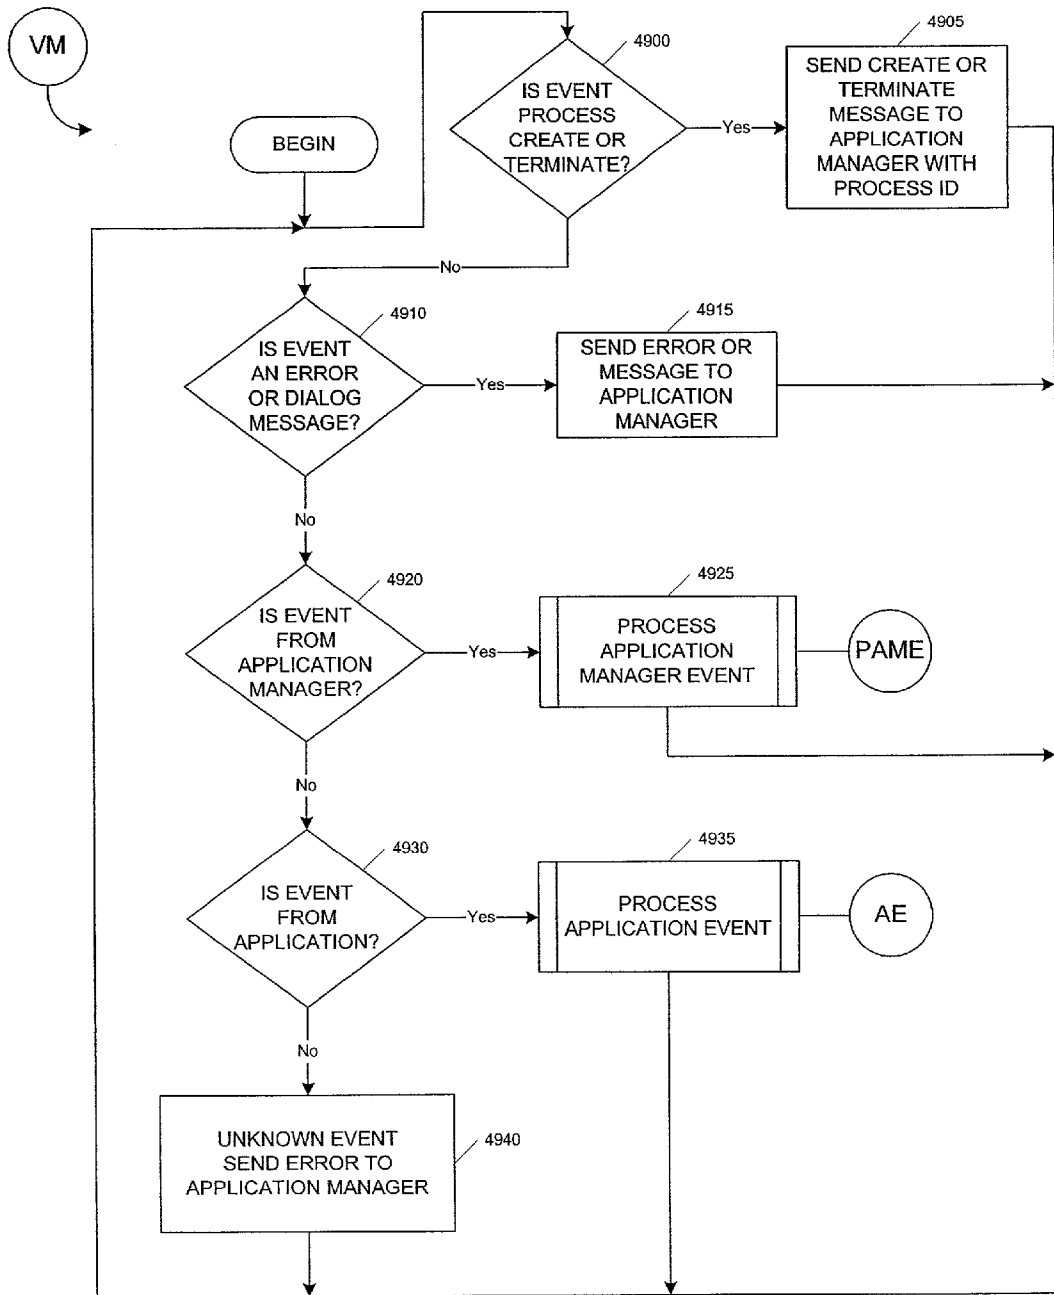 VM
BEGIN
4900
IS EVENT
PROCESS
CREATE OR
TERMINATE?
Yes
4905
SEND CREATE OR
TERMINATE
MESSAGE TO
APPLICATION
MANAGER WITH
PROCESS ID
No
4910
IS EVENT
AN ERROR
OR DIALOG
MESSAGE?
Yes
4915
SEND ERROR OR
MESSAGE TO
APPLICATION
MANAGER
No
4920
IS EVENT
FROM
APPLICATION
MANAGER?
Yes
4925
PROCESS
APPLICATION
MANAGER EVENT
PAME
No
4930
IS EVENT
FROM
APPLICATION?
Yes
4935
PROCESS
APPLICATION EVENT
AE
No
4940
UNKNOWN EVENT
SEND ERROR TO
APPLICATION MANAGER